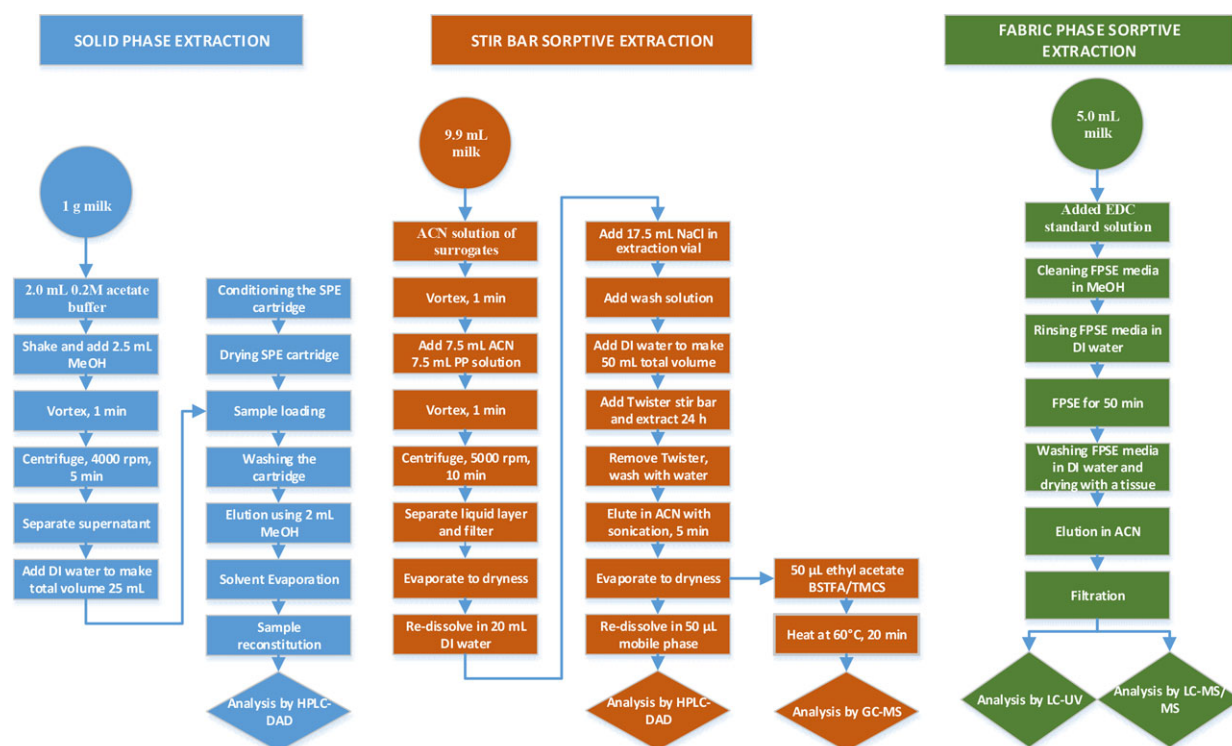 SOLID PHASE EXTRACTION
1 g milk
2.0 mL 0.2M acetate
buffer
Shake and add 2.5 mL
MeOH
Vortex, 1 min
Centrifuge, 4000 rpm,
5 min
Separate supernatant
Add DI water to make
total volume 25 mL
Conditioning the SPE
cartridge
Drying SPE cartridge
Sample loading
Washing the
cartridge
Elution using 2 mL
MeOH
Solvent Evaporation
Sample
reconstitution
Analysis by HPLC-
DAD
STIR BAR SORPTIVE EXTRACTION
9.9 mL
milk
ACN solution of
surrogates
Vortex, 1 min
Add 7.5 mL ACN
7.5 mL PP solution
Vortex, 1 min
Centrifuge, 5000 rpm,
10 min
Separate liquid layer
and filter
Evaporate to dryness
Re-dissolve in 20 mL
DI water
Add 17.5 mL NaCl in
extraction vial
Add wash solution
Add DI water to make
50 mL total volume
Add Twister stir bar
and extract 24 h
Remove Twister,
wash with water
Elute in ACN with
sonication, 5 min
Evaporate to dryness
Re-dissolve in 50 µL
mobile phase
Analysis by HPLC-
DAD
50 µL ethyl acetate
BSTFA/TMCS
Heat at 60°C, 20 min
Analysis by GC-MS
FABRIC PHASE SORPTIVE
EXTRACTION
5.0 mL
milk
Added EDC
standard solution
Cleaning FPSE media
in MeOH
Rinsing FPSE media in
DI water
FPSE for 50 min
Washing FPSE media
in DI water and
drying with a tissue
Elution in ACN
Filtration
Analysis by LC-UV
Analysis by LC-MS/
MS